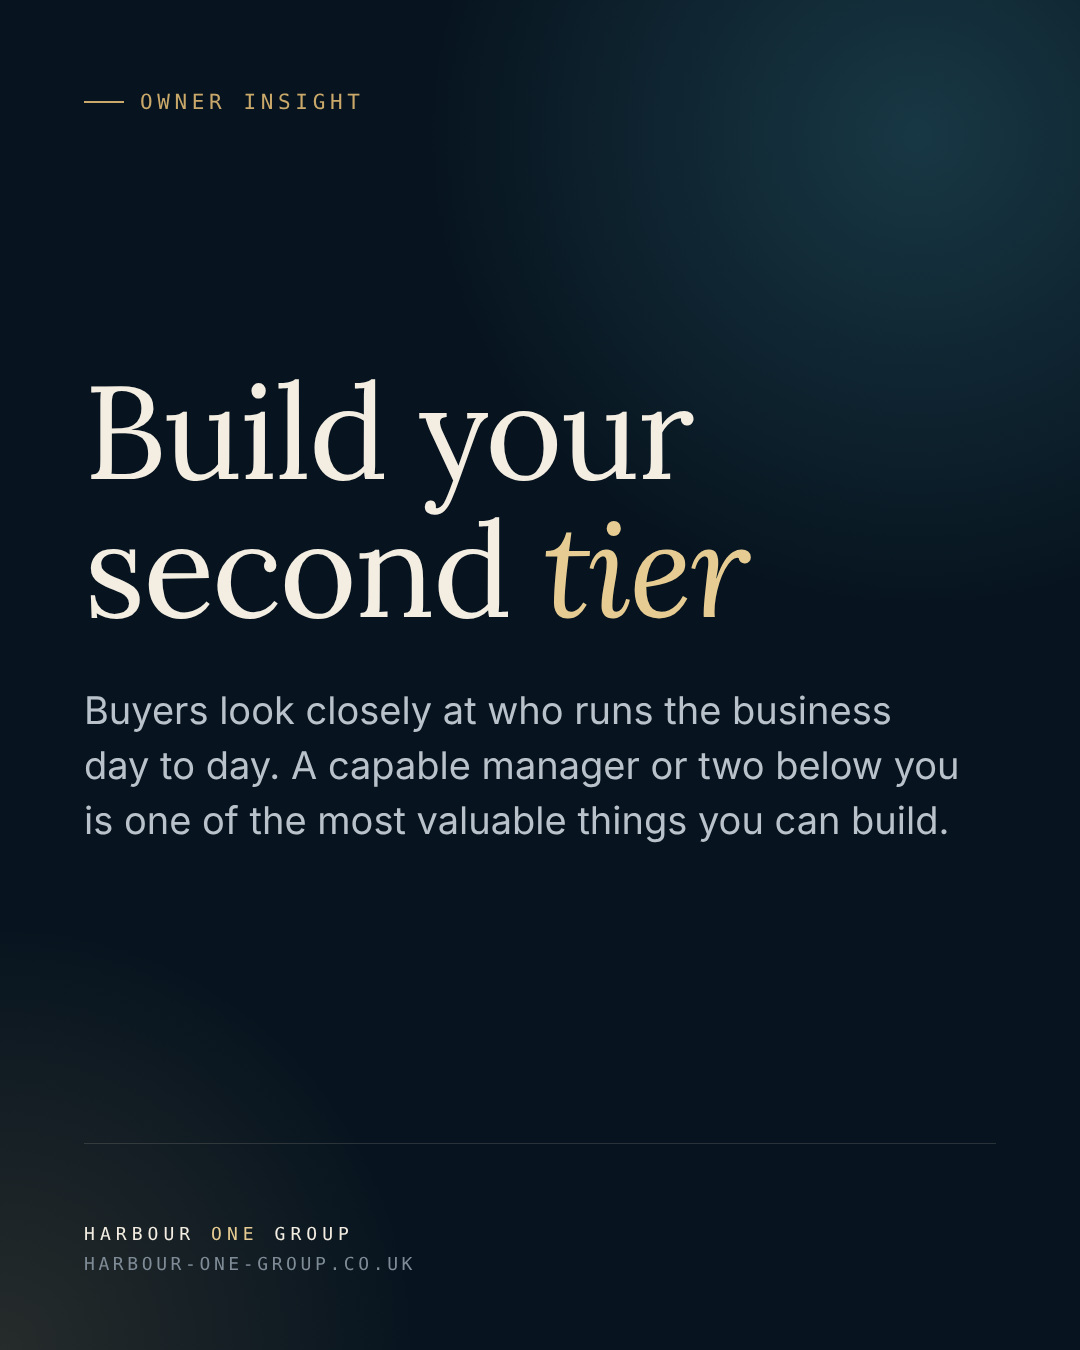 OWNER INSIGHT
Build your
second tier
Buyers look closely at who runs the business
day to day. A capable manager or two below you
is one of the most valuable things you can build.
HARBOUR ONE GROUP
HARBOUR-ONE-GROUP.CO.UK